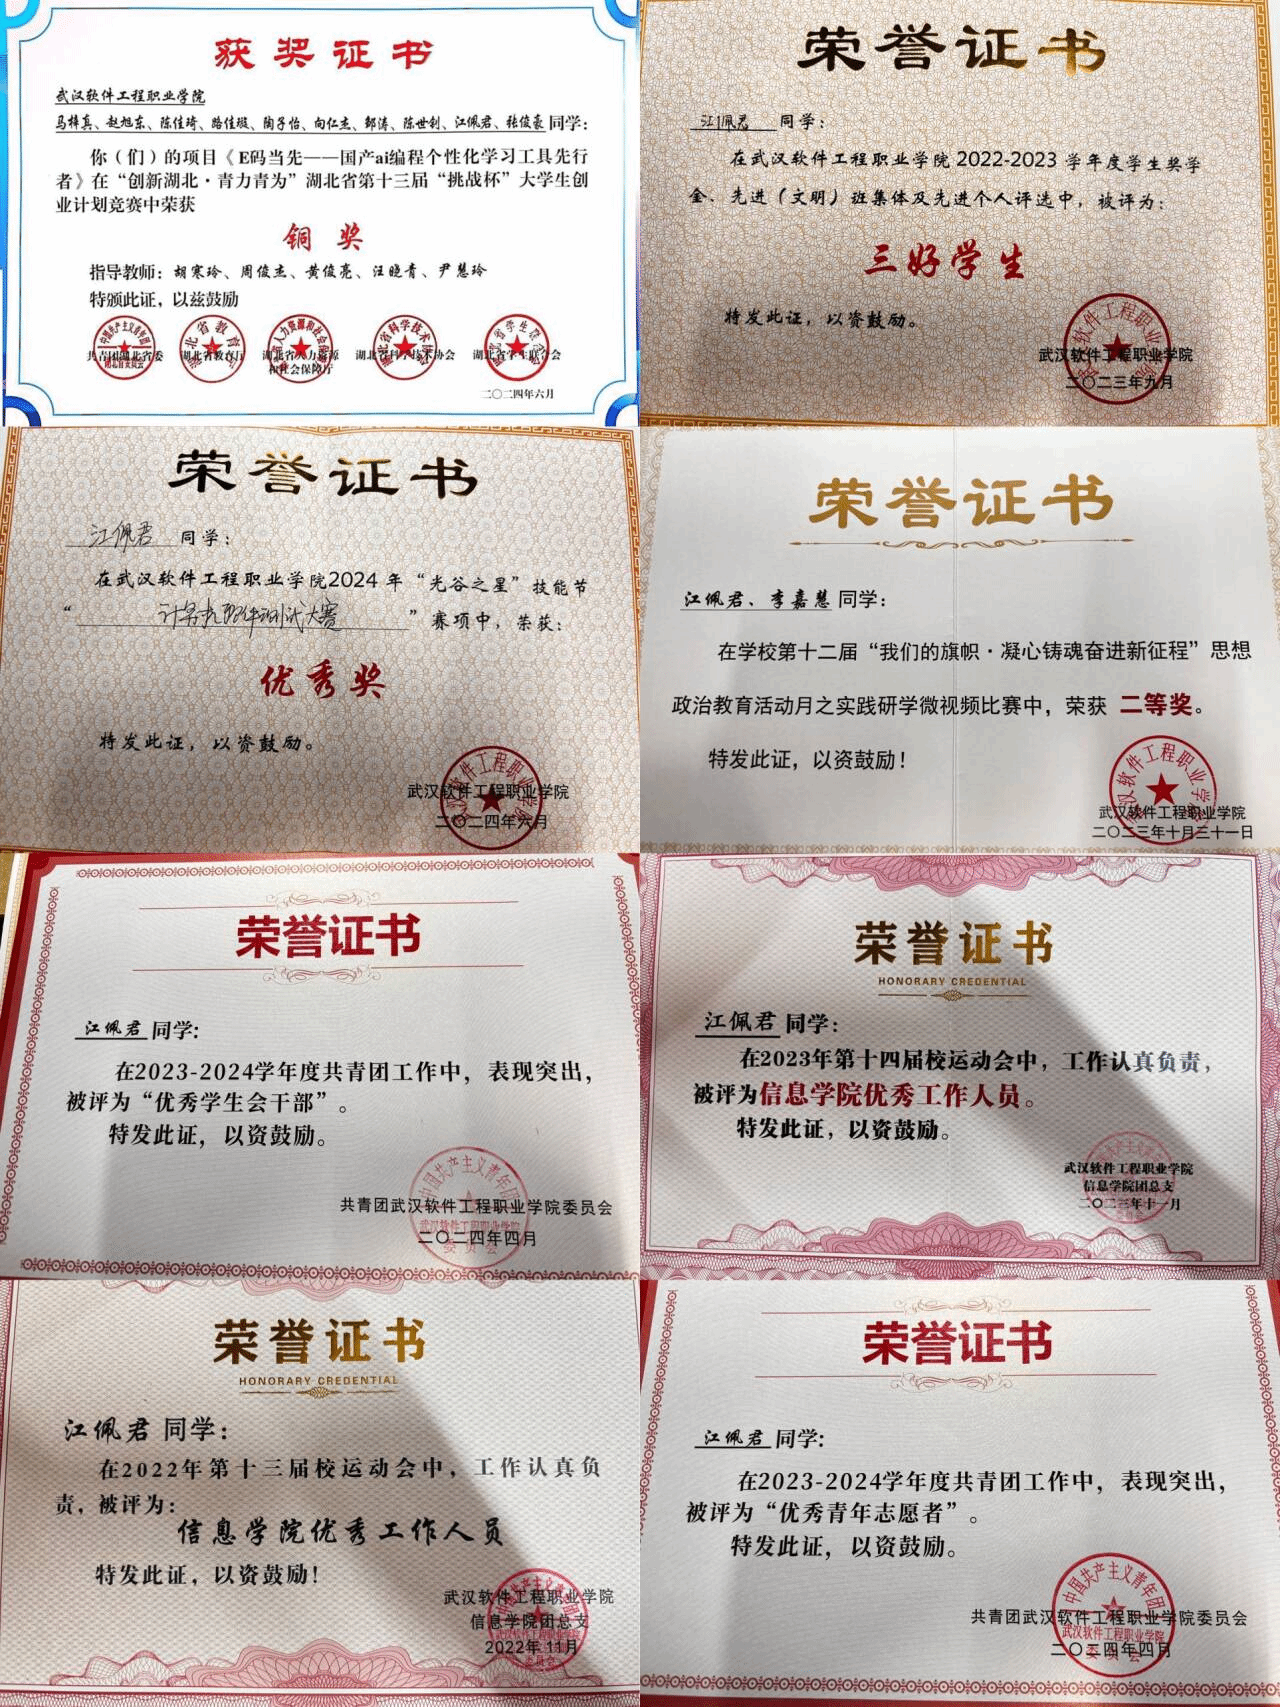 获奖证书
武汉软件工程职业学院
马梓真、赵旭东、陈佳琦、路佳璇、陶子怡、向仁杰、邹涛、陈世钊、江佩君、张俊豪同学：
你（们）的项目《E码当先——国产ai编程个性化学习工具先行
者》在“创新湖北·青力青为”湖北省第十三届“挑战杯”大学生创
业计划竞赛中荣获
铜奖
指导教师：胡寒玲、周俊杰、黄俊亮、汪晓青、尹慧玲
特颁此证，以兹鼓励
共青团湖北省委 湖北省教育厅 湖北省人力资源和社会保障厅 湖北省科学技术协会 湖北省学生联合会
二〇二四年六月
荣誉证书
江佩君 同学：
在武汉软件工程职业学院 2022-2023 学年度学生奖学
金、先进（文明）班集体及先进个人评选中，被评为：
三好学生
特发此证，以资鼓励。
武汉软件工程职业学院
二〇二三年九月
荣誉证书
江佩君 同学：
在武汉软件工程职业学院2024 年“光谷之星”技能节
“计算机软件测试大赛”赛项中，荣获：
优秀奖
特发此证，以资鼓励。
武汉软件工程职业学院
二〇二四年六月
荣誉证书
江佩君、李嘉慧 同学：
在学校第十二届“我们的旗帜·凝心铸魂奋进新征程”思想
政治教育活动月之实践研学微视频比赛中，荣获 二等奖。
特发此证，以资鼓励！
武汉软件工程职业学院
二〇二三年十月三十一日
荣誉证书
江佩君 同学:
在2023-2024学年度共青团工作中，表现突出，
被评为“优秀学生会干部”。
特发此证，以资鼓励。
共青团武汉软件工程职业学院委员会
二〇二四年四月
荣誉证书
HONORARY CREDENTIAL
江佩君 同学：
在2023年第十四届校运动会中，工作认真负责，
被评为信息学院优秀工作人员。
特发此证，以资鼓励。
武汉软件工程职业学院
信息学院团总支
二〇二三年十一月
荣誉证书
HONORARY CREDENTIAL
江佩君 同学：
在2022年第十三届校运动会中，工作认真负
责，被评为：
信息学院优秀工作人员
特发此证，以资鼓励！
武汉软件工程职业学院
信息学院团总支
2022年 11月
荣誉证书
江佩君 同学:
在2023-2024学年度共青团工作中，表现突出，
被评为“优秀青年志愿者”。
特发此证，以资鼓励。
共青团武汉软件工程职业学院委员会
二〇二四年四月